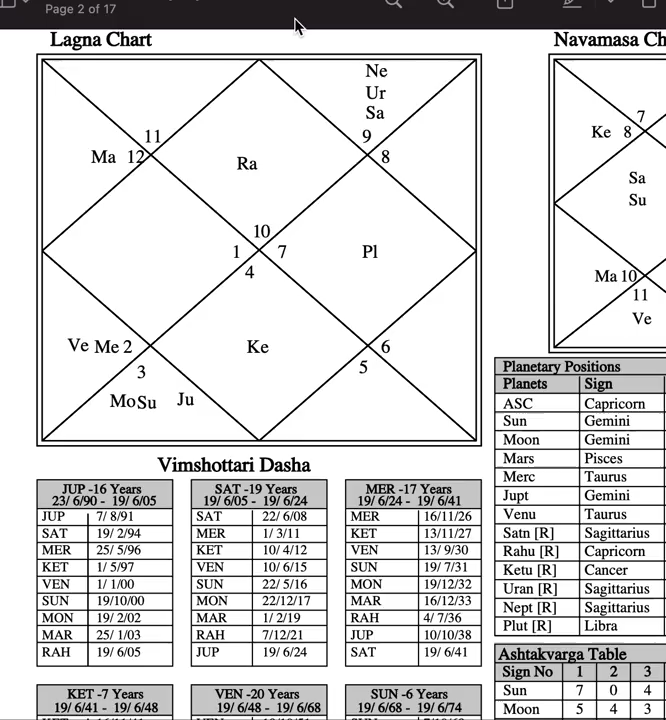 Page 2 of 17
Lagna Chart
Navamasa Ch
Ne
Ur
Sa
11
9
Ma 12
8
Ra
10
1
7
Pl
4
Ve Me 2
Ke
6
3
5
Mo Su Ju
7
Ke 8
Sa
Su
Ma 10
11
Ve
Vimshottari Dasha
JUP -16 Years
23/ 6/90 - 19/ 6/05
JUP 7/ 8/91
SAT 19/ 2/94
MER 25/ 5/96
KET 1/ 5/97
VEN 1/ 1/00
SUN 19/10/00
MON 19/ 2/02
MAR 25/ 1/03
RAH 19/ 6/05
SAT -19 Years
19/ 6/05 - 19/ 6/24
SAT 22/ 6/08
MER 1/ 3/11
KET 10/ 4/12
VEN 10/ 6/15
SUN 22/ 5/16
MON 22/12/17
MAR 1/ 2/19
RAH 7/12/21
JUP 19/ 6/24
MER -17 Years
19/ 6/24 - 19/ 6/41
MER 16/11/26
KET 13/11/27
VEN 13/ 9/30
SUN 19/ 7/31
MON 19/12/32
MAR 16/12/33
RAH 4/ 7/36
JUP 10/10/38
SAT 19/ 6/41
KET -7 Years
19/ 6/41 - 19/ 6/48
VEN -20 Years
19/ 6/48 - 19/ 6/68
SUN -6 Years
19/ 6/68 - 19/ 6/74
Planetary Positions
Planets Sign
ASC Capricorn
Sun Gemini
Moon Gemini
Mars Pisces
Merc Taurus
Jupt Gemini
Venu Taurus
Satn [R] Sagittarius
Rahu [R] Capricorn
Ketu [R] Cancer
Uran [R] Sagittarius
Nept [R] Sagittarius
Plut [R] Libra
Ashtakvarga Table
Sign No 1 2 3
Sun 7 0 4
Moon 5 4 3